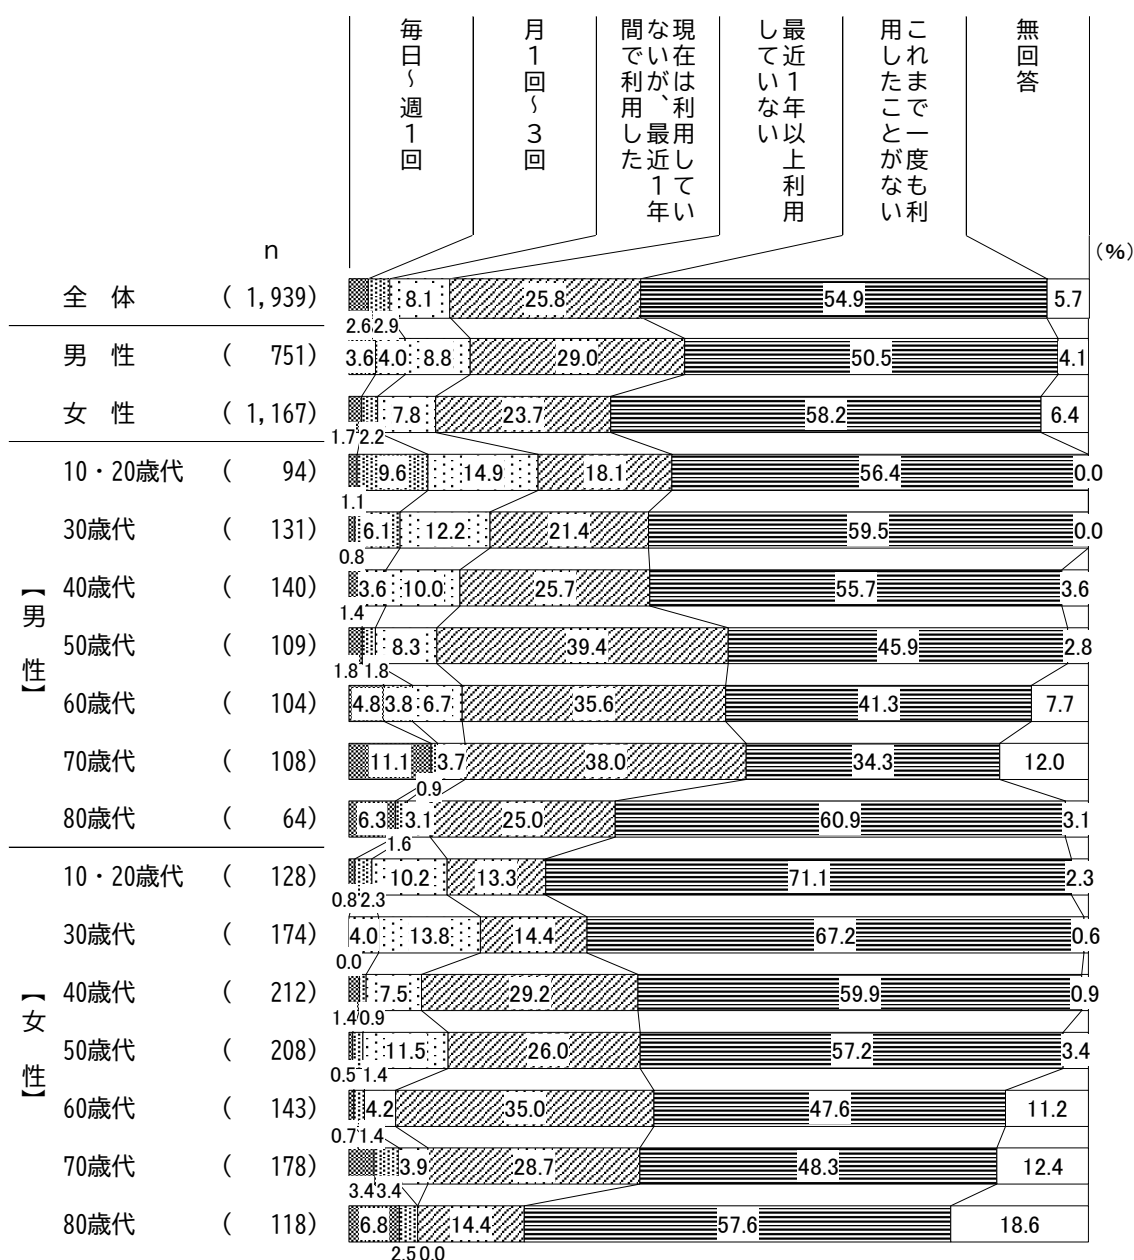 毎日～週1回
月1回～3回
現在は利用してい
ないが、最近1年
間で利用した
最近1年以上利用
していない
これまで一度も利
用したことがない
無回答
n
(%)
全 体 ( 1,939) 8.1 25.8 54.9 5.7
2.6 2.9
男 性 ( 751) 3.6 4.0 8.8 29.0 50.5 4.1
女 性 ( 1,167) 7.8 23.7 58.2 6.4
1.7 2.2
【男 性】
10・20歳代 ( 94) 9.6 14.9 18.1 56.4 0.0
1.1
30歳代 ( 131) 6.1 12.2 21.4 59.5 0.0
0.8
40歳代 ( 140) 3.6 10.0 25.7 55.7 3.6
1.4
50歳代 ( 109) 8.3 39.4 45.9 2.8
1.8 1.8
60歳代 ( 104) 4.8 3.8 6.7 35.6 41.3 7.7
70歳代 ( 108) 11.1 3.7 38.0 34.3 12.0
0.9
80歳代 ( 64) 6.3 3.1 25.0 60.9 3.1
1.6
【女 性】
10・20歳代 ( 128) 10.2 13.3 71.1 2.3
0.8 2.3
30歳代 ( 174) 4.0 13.8 14.4 67.2 0.6
0.0
40歳代 ( 212) 7.5 29.2 59.9 0.9
1.4 0.9
50歳代 ( 208) 11.5 26.0 57.2 3.4
0.5 1.4
60歳代 ( 143) 4.2 35.0 47.6 11.2
0.7 1.4
70歳代 ( 178) 3.9 28.7 48.3 12.4
3.4 3.4
80歳代 ( 118) 6.8 14.4 57.6 18.6
2.5 0.0